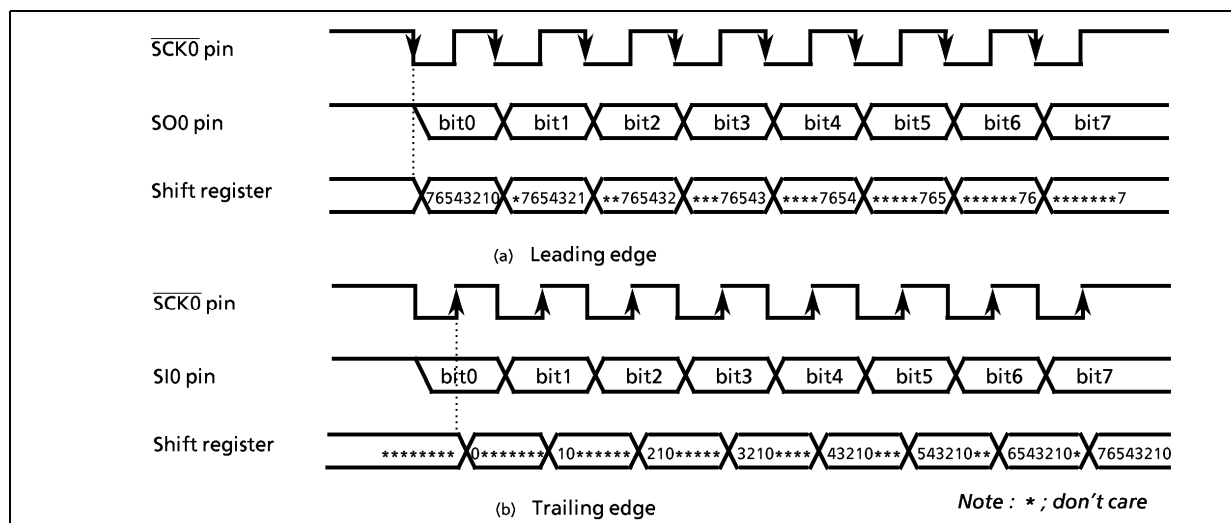 SCK0 pin
SO0 pin
bit0 bit1 bit2 bit3 bit4 bit5 bit6 bit7
Shift register
76543210 *7654321 **765432 ***76543 ****7654 *****765 ******76 *******7
(a) Leading edge
SCK0 pin
SI0 pin
bit0 bit1 bit2 bit3 bit4 bit5 bit6 bit7
Shift register
******** 0******* 10****** 210***** 3210**** 43210*** 543210** 6543210* 76543210
(b) Trailing edge
Note : * ; don't care